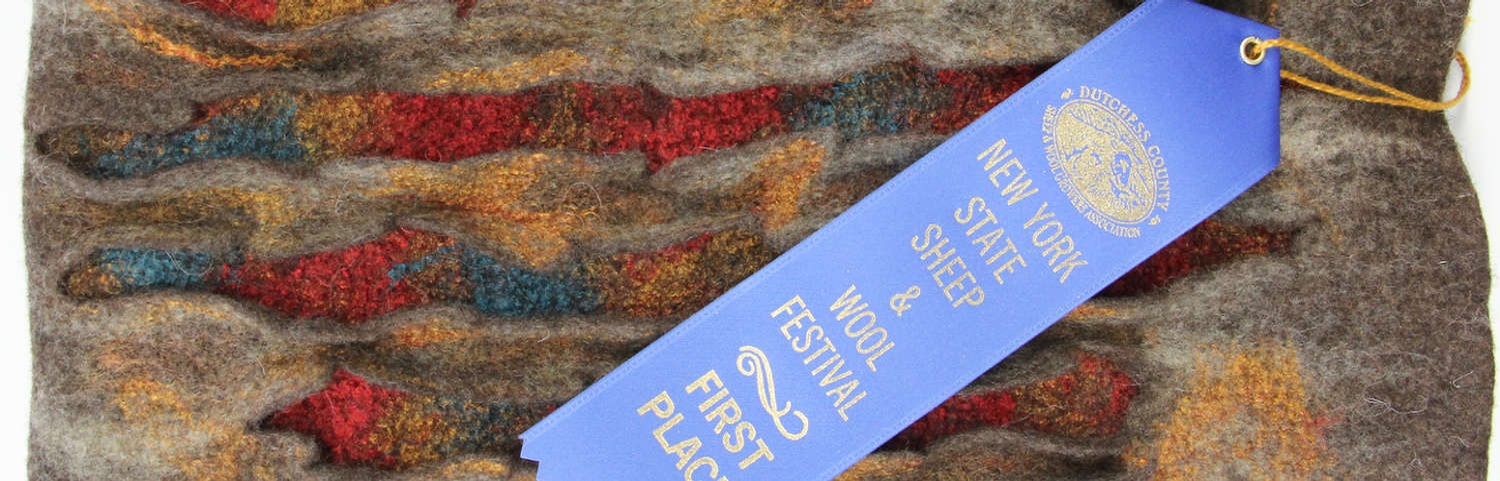 DUTCHESS COUNTY
SHEEP & WOOL GROWERS ASSOCIATION
NEW YORK
STATE
SHEEP
&
WOOL
FESTIVAL
FIRST
PLAC